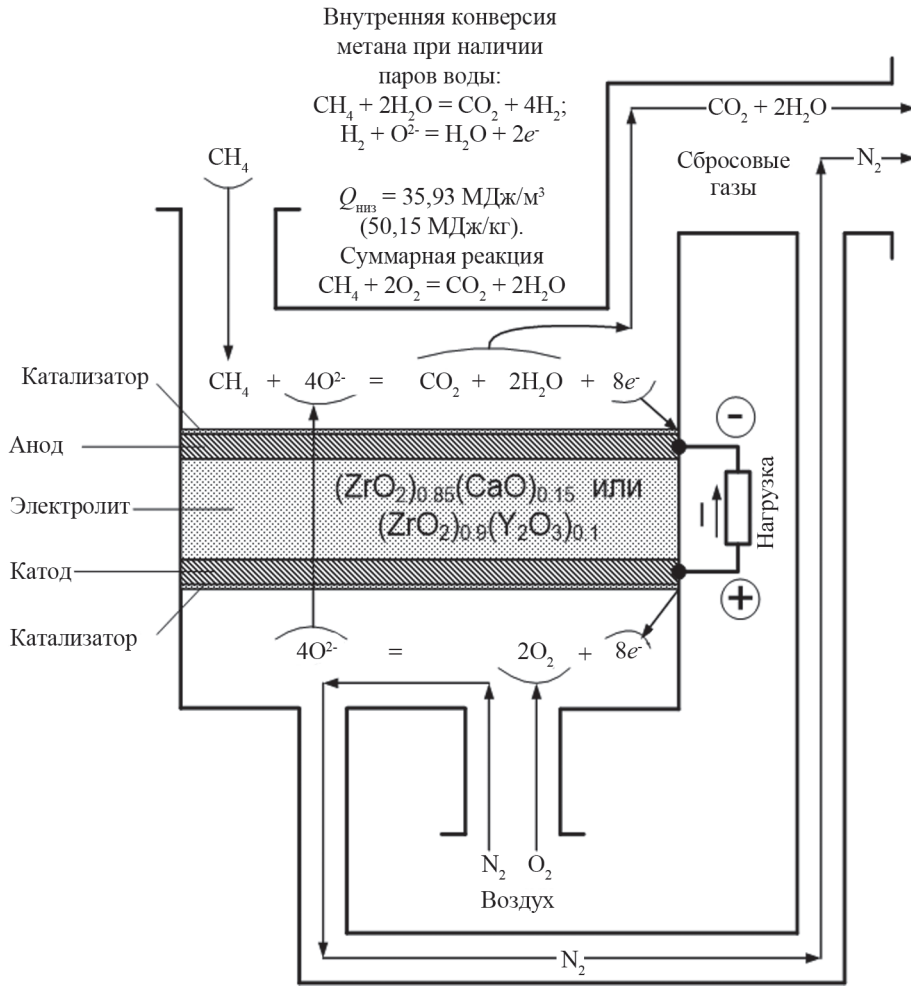 Внутренняя конверсия
метана при наличии
паров воды:
CH₄ + 2H₂O = CO₂ + 4H₂;
H₂ + O²⁻ = H₂O + 2e⁻
CO₂ + 2H₂O
CH₄
Сбросовые
газы
N₂
Qниз = 35,93 МДж/м³
(50,15 МДж/кг).
Суммарная реакция
CH₄ + 2O₂ = CO₂ + 2H₂O
Катализатор
CH₄ + 4O²⁻ = CO₂ + 2H₂O + 8e⁻
Анод
−
Электролит
(ZrO₂)0.85(CaO)0.15 или
(ZrO₂)0.9(Y₂O₃)0.1
I
Нагрузка
Катод
+
Катализатор
4O²⁻ = 2O₂ + 8e⁻
N₂ O₂
Воздух
N₂